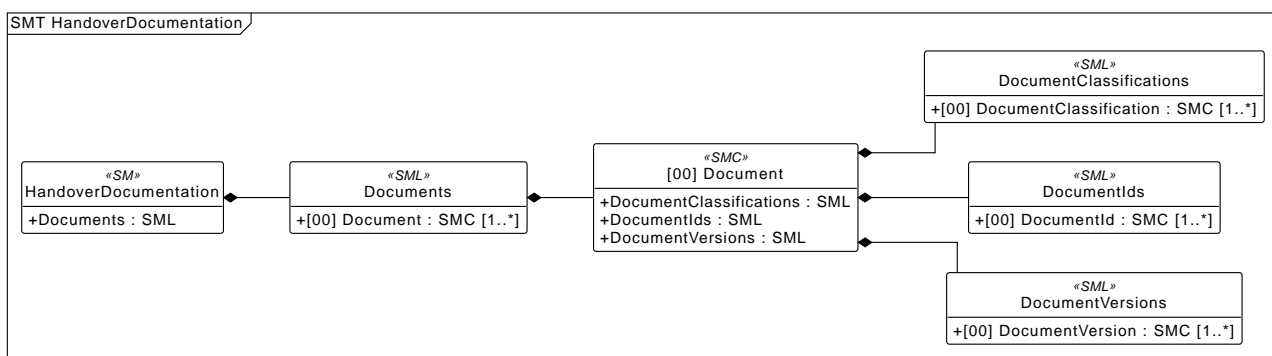 SMT HandoverDocumentation
«SML»
DocumentClassifications
+[00] DocumentClassification : SMC [1..*]
«SM»
HandoverDocumentation
+Documents : SML
«SML»
Documents
+[00] Document : SMC [1..*]
«SMC»
[00] Document
+DocumentClassifications : SML
+DocumentIds : SML
+DocumentVersions : SML
«SML»
DocumentIds
+[00] DocumentId : SMC [1..*]
«SML»
DocumentVersions
+[00] DocumentVersion : SMC [1..*]